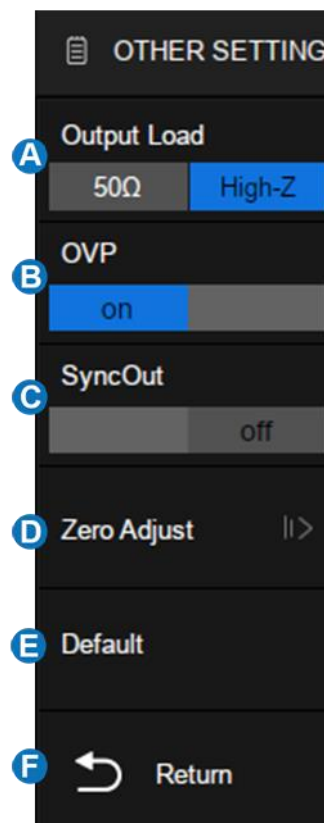 OTHER SETTING
A
Output Load
50Ω High-Z
B
OVP
on
C
SyncOut
off
D
Zero Adjust
E
Default
F
Return